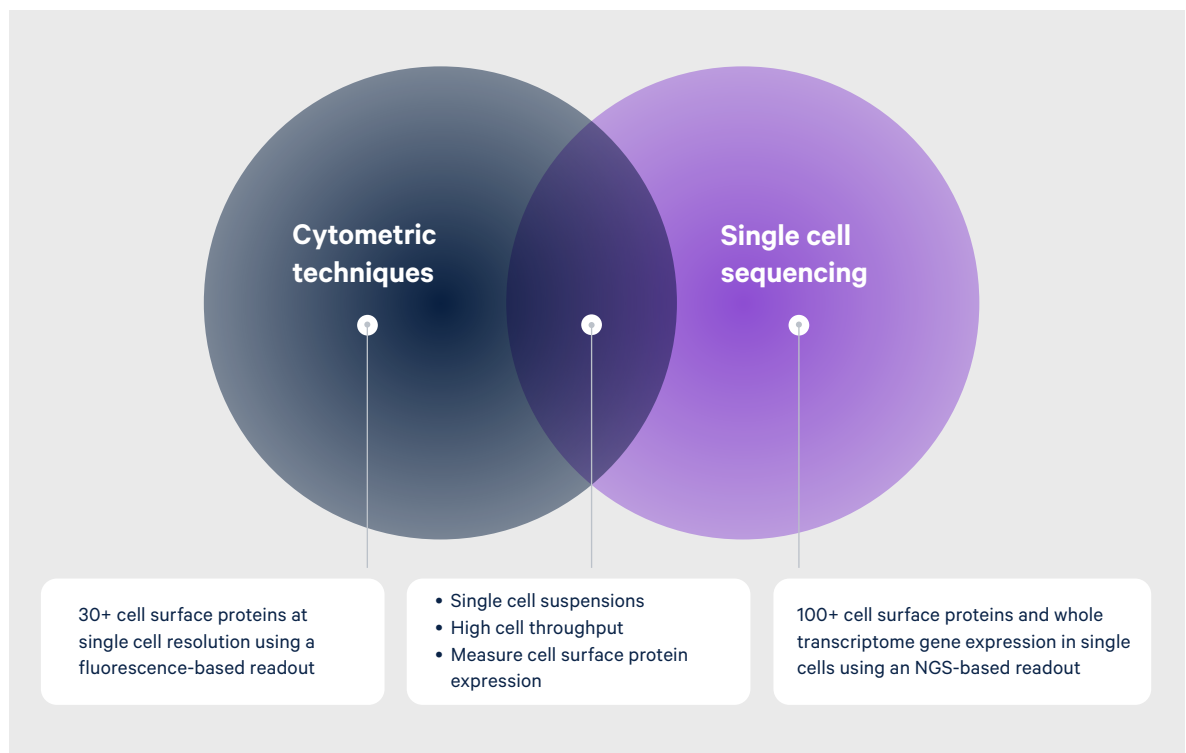 Cytometric
techniques
Single cell
sequencing
30+ cell surface proteins at
single cell resolution using a
fluorescence-based readout
• Single cell suspensions
• High cell throughput
• Measure cell surface protein
expression
100+ cell surface proteins and whole
transcriptome gene expression in single
cells using an NGS-based readout